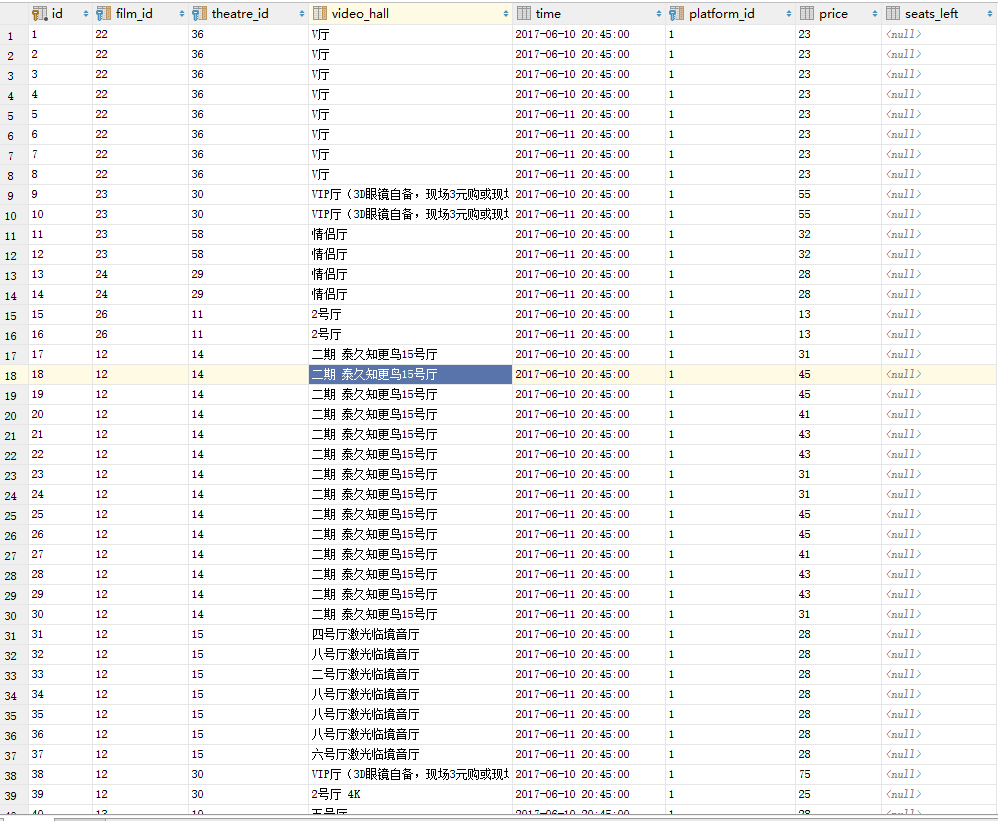 id film_id theatre_id video_hall time platform_id price seats_left
1 1 22 36 V厅 2017-06-10 20:45:00 1 23 <null>
2 2 22 36 V厅 2017-06-10 20:45:00 1 23 <null>
3 3 22 36 V厅 2017-06-10 20:45:00 1 23 <null>
4 4 22 36 V厅 2017-06-10 20:45:00 1 23 <null>
5 5 22 36 V厅 2017-06-11 20:45:00 1 23 <null>
6 6 22 36 V厅 2017-06-11 20:45:00 1 23 <null>
7 7 22 36 V厅 2017-06-11 20:45:00 1 23 <null>
8 8 22 36 V厅 2017-06-11 20:45:00 1 23 <null>
9 9 23 30 VIP厅（3D眼镜自备，现场3元购或现 2017-06-10 20:45:00 1 55 <null>
10 10 23 30 VIP厅（3D眼镜自备，现场3元购或现 2017-06-11 20:45:00 1 55 <null>
11 11 23 58 情侣厅 2017-06-10 20:45:00 1 32 <null>
12 12 23 58 情侣厅 2017-06-11 20:45:00 1 32 <null>
13 13 24 29 情侣厅 2017-06-10 20:45:00 1 28 <null>
14 14 24 29 情侣厅 2017-06-11 20:45:00 1 28 <null>
15 15 26 11 2号厅 2017-06-10 20:45:00 1 13 <null>
16 16 26 11 2号厅 2017-06-11 20:45:00 1 13 <null>
17 17 12 14 二期 泰久知更鸟15号厅 2017-06-10 20:45:00 1 31 <null>
18 18 12 14 二期 泰久知更鸟15号厅 2017-06-10 20:45:00 1 45 <null>
19 19 12 14 二期 泰久知更鸟15号厅 2017-06-10 20:45:00 1 45 <null>
20 20 12 14 二期 泰久知更鸟15号厅 2017-06-10 20:45:00 1 41 <null>
21 21 12 14 二期 泰久知更鸟15号厅 2017-06-10 20:45:00 1 43 <null>
22 22 12 14 二期 泰久知更鸟15号厅 2017-06-10 20:45:00 1 43 <null>
23 23 12 14 二期 泰久知更鸟15号厅 2017-06-10 20:45:00 1 31 <null>
24 24 12 14 二期 泰久知更鸟15号厅 2017-06-11 20:45:00 1 31 <null>
25 25 12 14 二期 泰久知更鸟15号厅 2017-06-11 20:45:00 1 45 <null>
26 26 12 14 二期 泰久知更鸟15号厅 2017-06-11 20:45:00 1 45 <null>
27 27 12 14 二期 泰久知更鸟15号厅 2017-06-11 20:45:00 1 41 <null>
28 28 12 14 二期 泰久知更鸟15号厅 2017-06-11 20:45:00 1 43 <null>
29 29 12 14 二期 泰久知更鸟15号厅 2017-06-11 20:45:00 1 43 <null>
30 30 12 14 二期 泰久知更鸟15号厅 2017-06-11 20:45:00 1 31 <null>
31 31 12 15 四号厅激光临境音厅 2017-06-10 20:45:00 1 28 <null>
32 32 12 15 八号厅激光临境音厅 2017-06-10 20:45:00 1 28 <null>
33 33 12 15 二号厅激光临境音厅 2017-06-10 20:45:00 1 28 <null>
34 34 12 15 八号厅激光临境音厅 2017-06-11 20:45:00 1 28 <null>
35 35 12 15 八号厅激光临境音厅 2017-06-11 20:45:00 1 28 <null>
36 36 12 15 八号厅激光临境音厅 2017-06-11 20:45:00 1 28 <null>
37 37 12 15 六号厅激光临境音厅 2017-06-11 20:45:00 1 28 <null>
38 38 12 30 VIP厅（3D眼镜自备，现场3元购或现 2017-06-10 20:45:00 1 75 <null>
39 39 12 30 2号厅 4K 2017-06-10 20:45:00 1 25 <null>